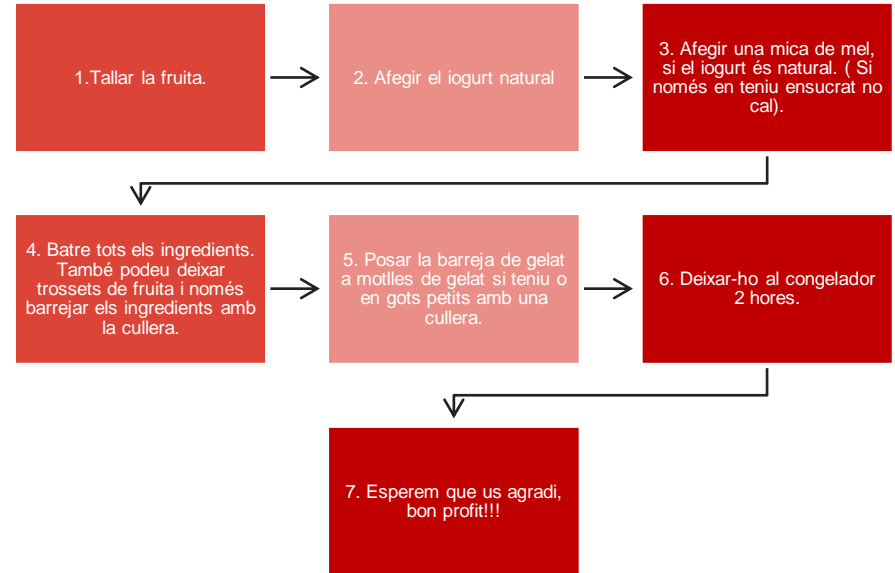 1.Tallar la fruita.
2. Afegir el iogurt natural
3. Afegir una mica de mel,
si el iogurt és natural. ( Si
només en teniu ensucrat no
cal).
4. Batre tots els ingredients.
També podeu deixar
trossets de fruita i només
barrejar els ingredients amb
la cullera.
5. Posar la barreja de gelat
a motlles de gelat si teniu o
en gots petits amb una
cullera.
6. Deixar-ho al congelador
2 hores.
7. Esperem que us agradi,
bon profit!!!